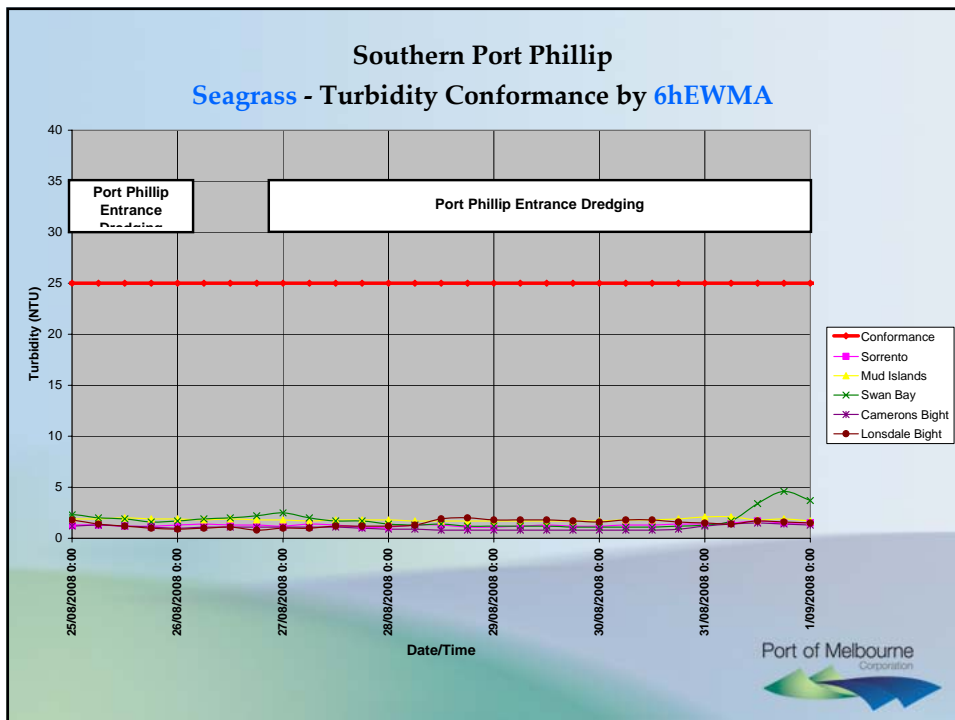 Southern Port Phillip
Seagrass - Turbidity Conformance by 6hEWMA
40
35
30
25
20
15
10
5
0
Turbidity (NTU)
Port Phillip
Entrance
Dredging
Port Phillip Entrance Dredging
Conformance
Sorrento
Mud Islands
Swan Bay
Camerons Bight
Lonsdale Bight
25/08/2008 0:00
26/08/2008 0:00
27/08/2008 0:00
28/08/2008 0:00
29/08/2008 0:00
30/08/2008 0:00
31/08/2008 0:00
1/09/2008 0:00
Date/Time
Port of Melbourne
Corporation